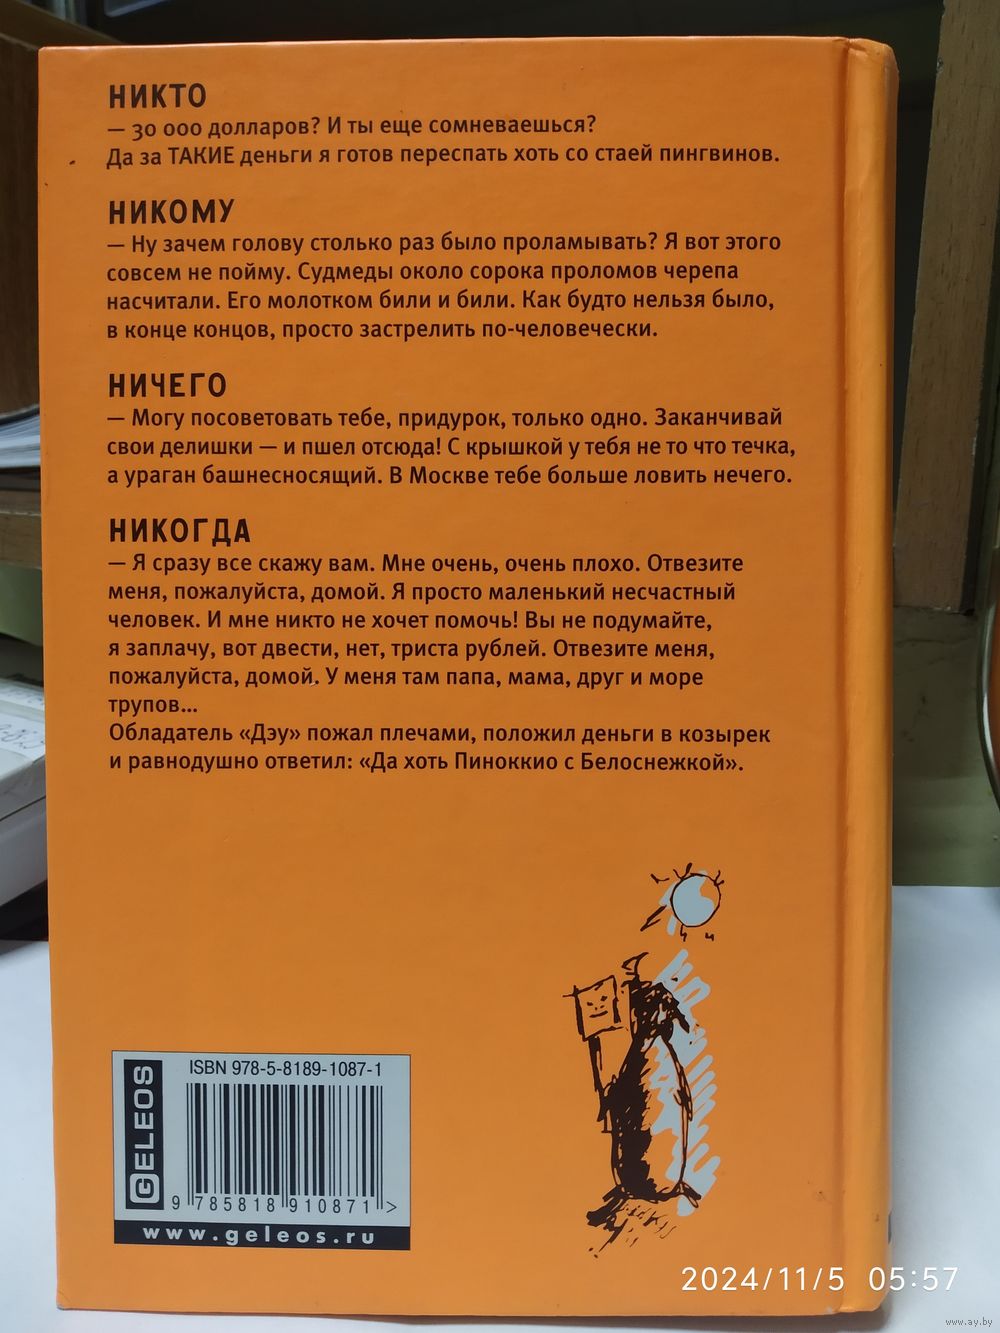 НИКТО
— 30 000 долларов? И ты еще сомневаешься?
Да за ТАКИЕ деньги я готов переспать хоть со стаей пингвинов.
НИКОМУ
— Ну зачем голову столько раз было проламывать? Я вот этого
совсем не пойму. Судмеды около сорока проломов черепа
насчитали. Его молотком били и били. Как будто нельзя было,
в конце концов, просто застрелить по-человечески.
НИЧЕГО
— Могу посоветовать тебе, придурок, только одно. Заканчивай
свои делишки — и пшел отсюда! С крышкой у тебя не то что течка,
а ураган башнесносящий. В Москве тебе больше ловить нечего.
НИКОГДА
— Я сразу все скажу вам. Мне очень, очень плохо. Отвезите
меня, пожалуйста, домой. Я просто маленький несчастный
человек. И мне никто не хочет помочь! Вы не подумайте,
я заплачу, вот двести, нет, триста рублей. Отвезите меня,
пожалуйста, домой. У меня там папа, мама, друг и море
трупов...
Обладатель «Дэу» пожал плечами, положил деньги в козырек
и равнодушно ответил: «Да хоть Пиноккио с Белоснежкой».
GELEOS
ISBN 978-5-8189-1087-1
9 785818 910871 >
www.geleos.ru
2024/11/5 05:57
www.ay.by